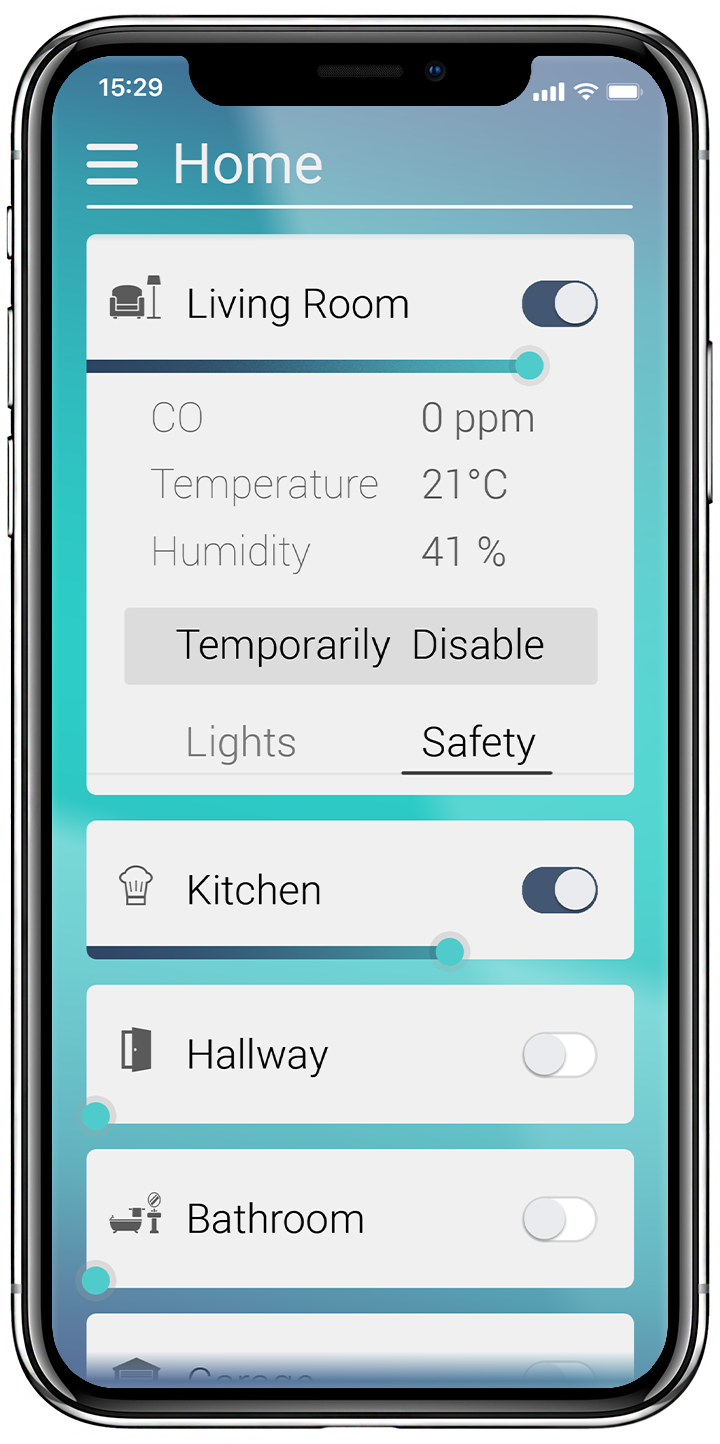 15:29
Home
Living Room
CO 0 ppm
Temperature 21°C
Humidity 41 %
Temporarily Disable
Lights Safety
Kitchen
Hallway
Bathroom
Garage